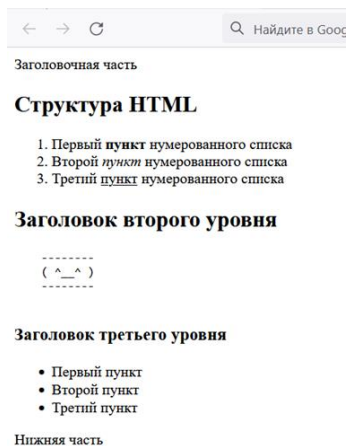 Найдите в Goog
Заголовочная часть
Структура HTML
1. Первый пункт нумерованного списка
2. Второй пункт нумерованного списка
3. Третий пункт нумерованного списка
Заголовок второго уровня
--------
( ^__^ )
--------
Заголовок третьего уровня
• Первый пункт
• Второй пункт
• Третий пункт
Нижняя часть